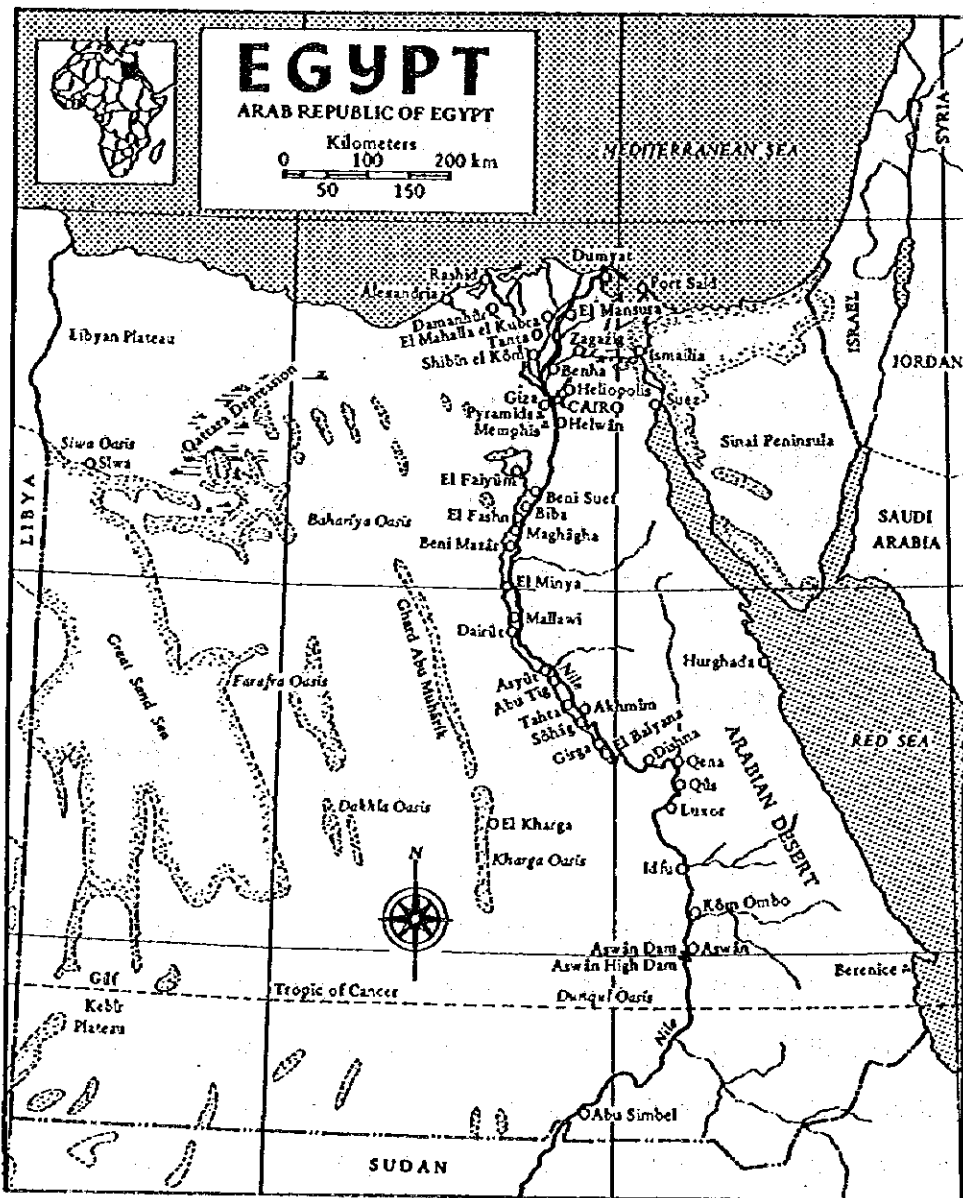 EGYPT
ARAB REPUBLIC OF EGYPT
Kilometers
0 100 200 km
50 150
MEDITERRANEAN SEA
SYRIA
Dumyat
Rashid
Port Said
Alexandria
Damanhûr
El Mansura
El Mahalla el Kubra
Tanta
Zagazig
Libyan Plateau
Shibîn el Kôm
Ismailia
ISRAEL
JORDAN
Benha
Qattara Depression
Heliopolis
Giza
CAIRO
Suez
Pyramids
Memphis
Helwân
Siwa Oasis
Siwa
Sinai Peninsula
El Faiyûm
Beni Suef
LIBYA
Biba
El Fashn
Bahariya Oasis
Maghâgha
SAUDI
ARABIA
Beni Mazâr
El Minya
Mallawi
Dairût
Ghard Abu Muhârik
Great Sand Sea
Hurghada
Farafra Oasis
Asyût
Nile
Abu Tig
Tahta
Akhmîm
Sôhâg
Girga
El Balyana
Dishna
Qena
RED SEA
ARABIAN DESERT
Qûs
Luxor
Dakhla Oasis
El Kharga
Kharga Oasis
N
Idfu
Kôm Ombo
Aswân Dam
Aswân
Aswân High Dam
Berenice
Gilf
Kebîr
Plateau
Tropic of Cancer
Dunqul Oasis
Nile
Abu Simbel
SUDAN